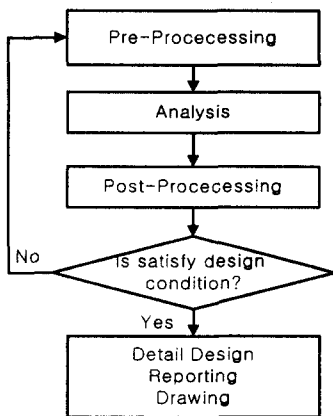 Pre-Procecessing
Analysis
Post-Procecessing
Is satisfy design
condition?
No
Yes
Detail Design
Reporting
Drawing